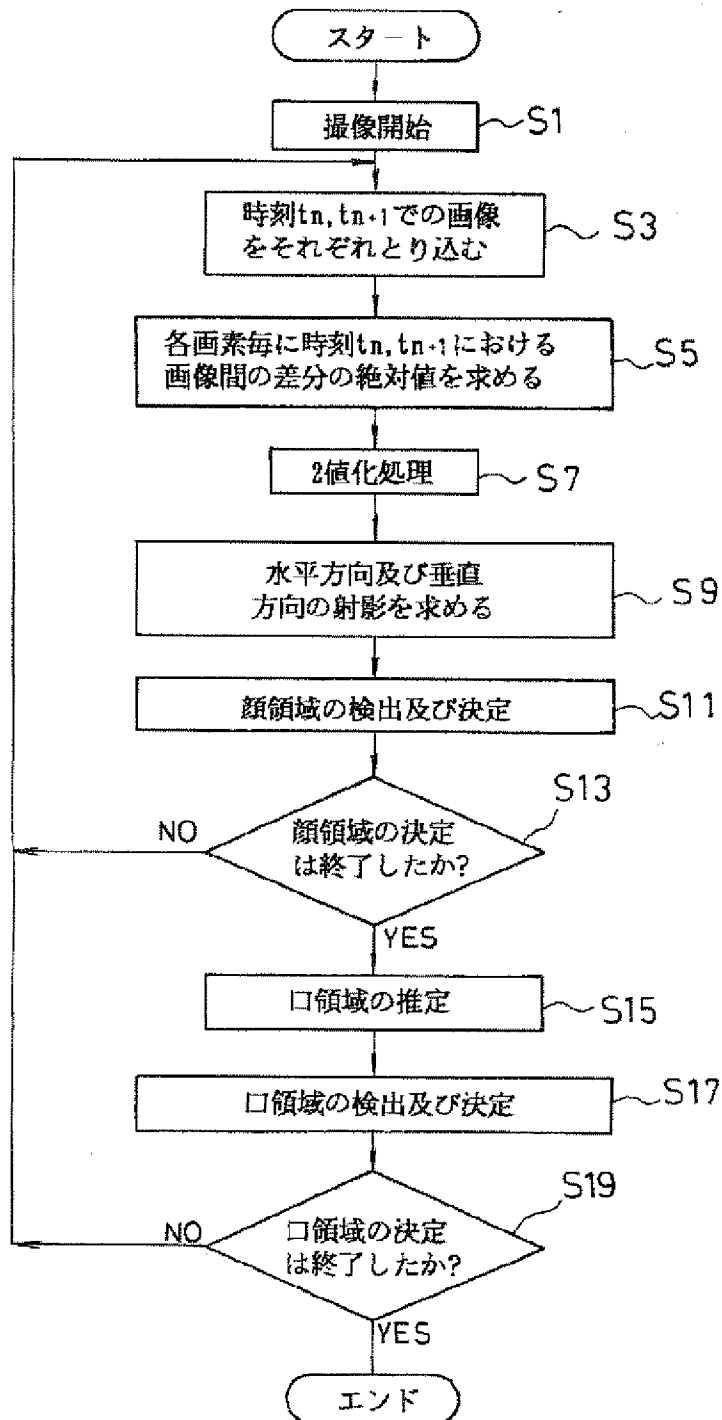 スタート
撮像開始
S1
時刻tn,tn+1での画像
をそれぞれとり込む
S3
各画素毎に時刻tn,tn+1における
画像間の差分の絶対値を求める
S5
2値化処理
S7
水平方向及び垂直
方向の射影を求める
S9
顔領域の検出及び決定
S11
S13
NO
顔領域の決定
は終了したか?
YES
口領域の推定
S15
口領域の検出及び決定
S17
S19
NO
口領域の決定
は終了したか?
YES
エンド